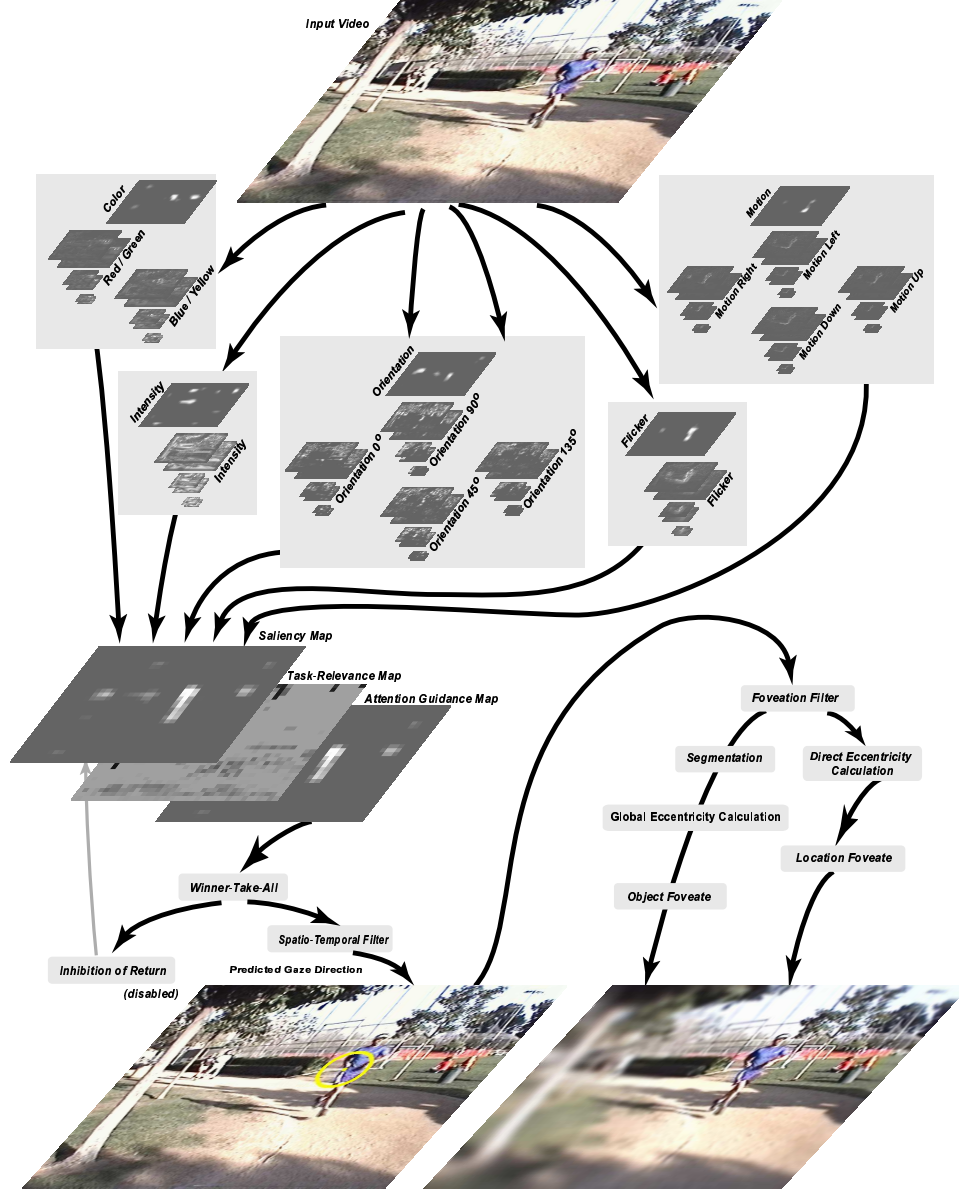 Input Video
Color
Red / Green
Blue / Yellow
Motion
Motion Left
Motion Right
Motion Up
Motion Down
Intensity
Intensity
Orientation
Orientation 90°
Orientation 0°
Orientation 135°
Orientation 45°
Flicker
Flicker
Saliency Map
Task-Relevance Map
Attention Guidance Map
Foveation Filter
Segmentation
Direct Eccentricity
Calculation
Global Eccentricity Calculation
Location Foveate
Object Foveate
Winner-Take-All
Spatio-Temporal Filter
Inhibition of Return
(disabled)
Predicted Gaze Direction